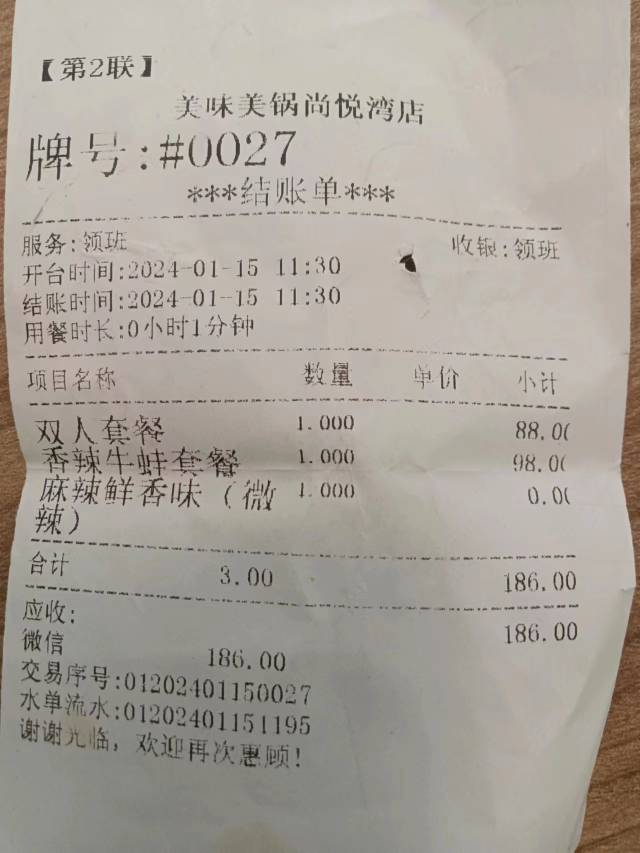 【第2联】
美味美锅尚悦湾店
牌号:#0027
***结账单***
服务:领班 收银:领班
开台时间:2024-01-15 11:30
结账时间:2024-01-15 11:30
用餐时长:0小时1分钟
项目名称 数量 单价 小计
双人套餐 1.000 88.0(
香辣牛蛙套餐 1.000 98.0(
麻辣鲜香味（微 1.000 0.0(
辣）
合计 3.00 186.00
应收: 186.00
微信 186.00
交易序号:01202401150027
水单流水:01202401151195
谢谢光临，欢迎再次惠顾!